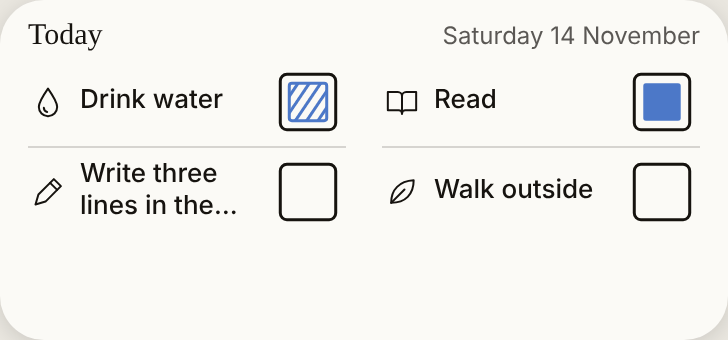 Today
Saturday 14 November
Drink water
Read
Write three
lines in the...
Walk outside